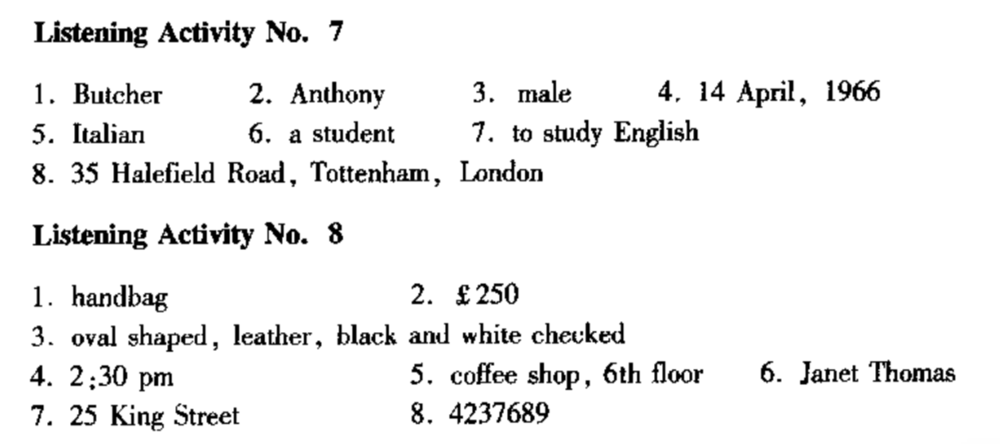 Listening Activity No. 7
1. Butcher 2. Anthony 3. male 4. 14 April, 1966
5. Italian 6. a student 7. to study English
8. 35 Halefield Road, Tottenham, London
Listening Activity No. 8
1. handbag 2. £250
3. oval shaped, leather, black and white checked
4. 2:30 pm 5. coffee shop, 6th floor 6. Janet Thomas
7. 25 King Street 8. 4237689